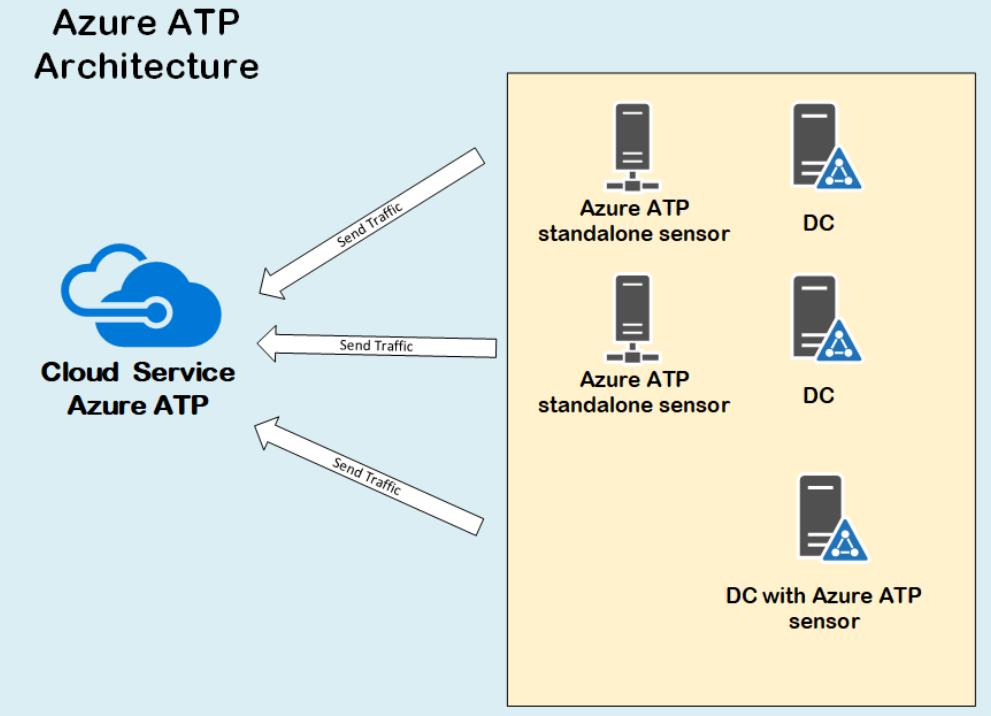 Azure ATP
Architecture
Send Traffic
Azure ATP
standalone sensor
DC
Send Traffic
Cloud Service
Azure ATP
Azure ATP
standalone sensor
DC
Send Traffic
DC with Azure ATP
sensor